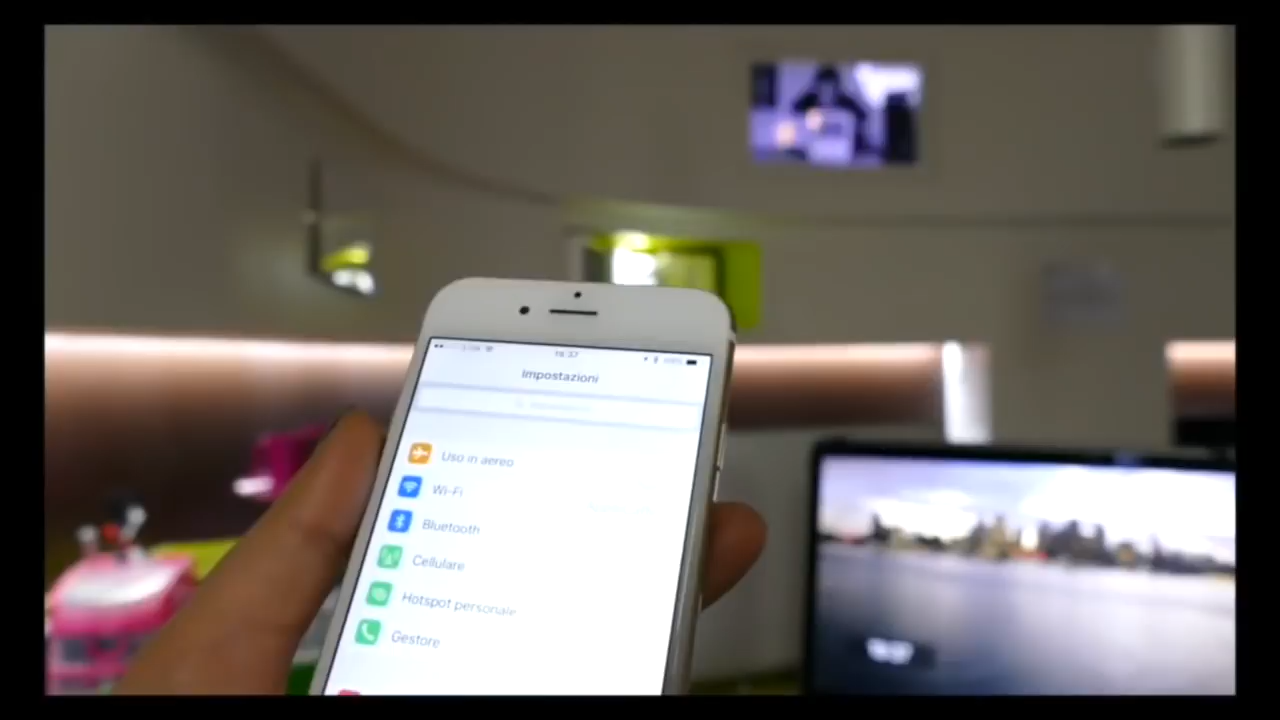 Impostazioni
Uso in aereo
Wi-Fi
Bluetooth
Cellulare
Hotspot personale
Gestore